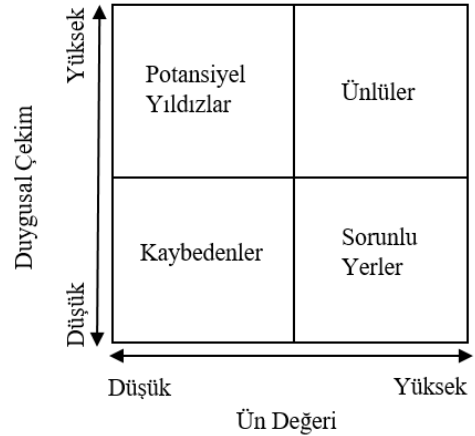 Yüksek
Duygusal Çekim
Düşük
Potansiyel
Yıldızlar
Ünlüler
Kaybedenler
Sorunlu
Yerler
Düşük
Yüksek
Ün Değeri